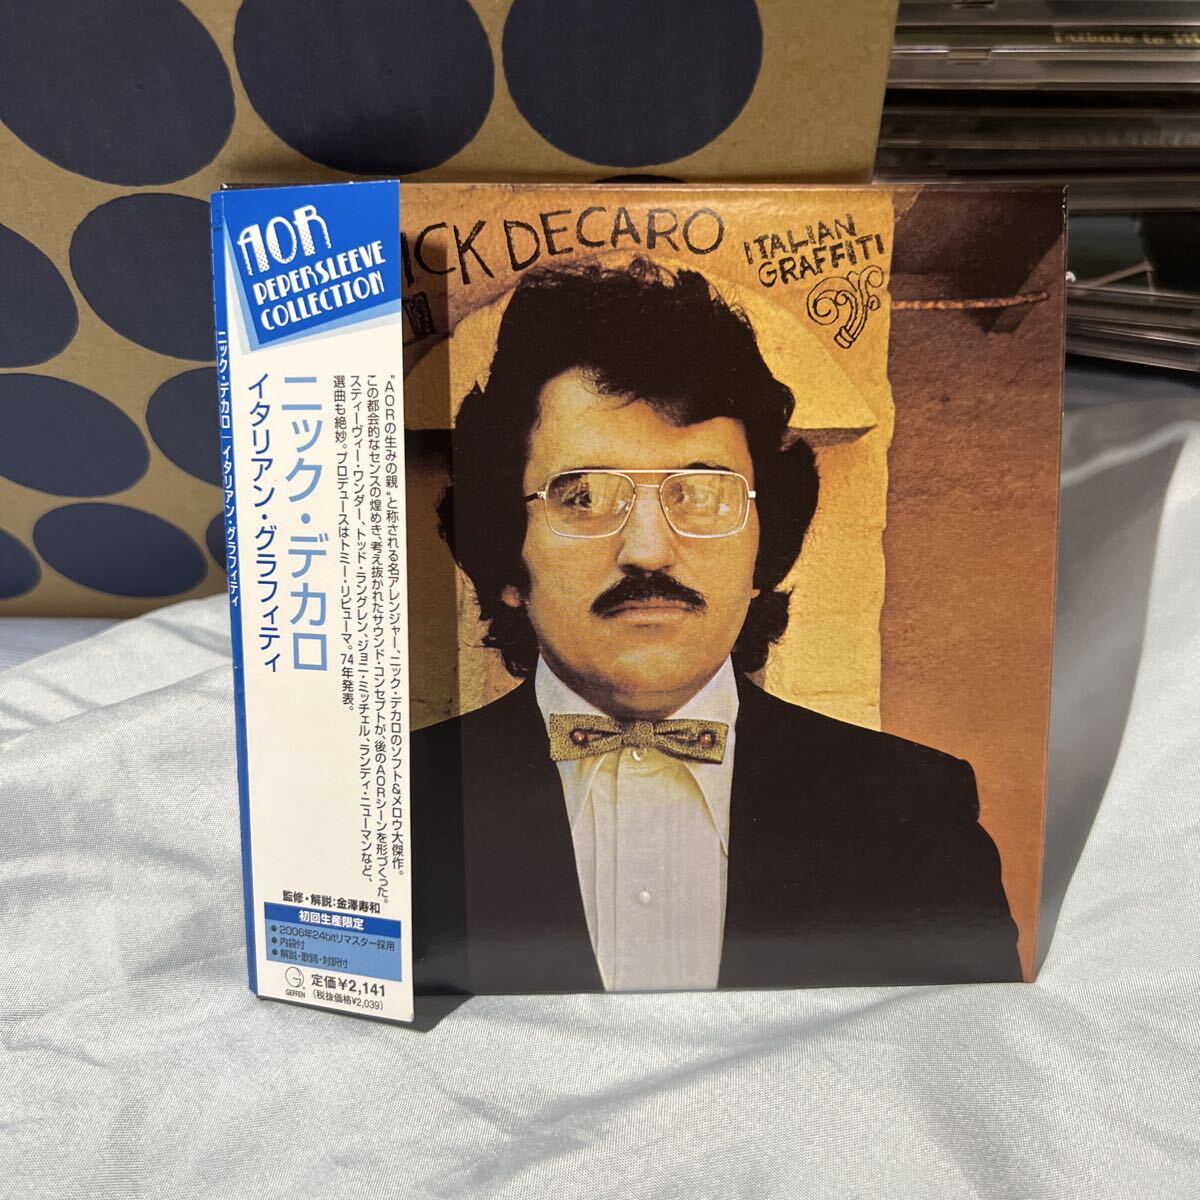 Tribute to
AOR
PEPERSLEEVE
COLLECTION
ニック・デカロ│イタリアン・グラフィティ
ニック・デカロ
イタリアン・グラフィティ
"AORの生みの親"と称される名アレンジャー、ニック・デカロのソフト&メロウ大傑作。
この都会的なセンスの煌めき、考え抜かれたサウンド・コンセプトが、後のAORシーンを形づくった。
スティーヴィー・ワンダー、トッド・ラングレン、ジョニ・ミッチェル、ランディ・ニューマンなど、
選曲も絶妙。プロデュースはトミー・リピューマ。74年発表。
監修・解説:金澤寿和
初回生産限定
● 2006年24bitリマスター採用
● 内袋付
● 解説・歌詞・対訳付
GEFFEN
定価¥2,141
(税抜価格¥2,039)
ICK DECARO
ITALIAN
GRAFFITI